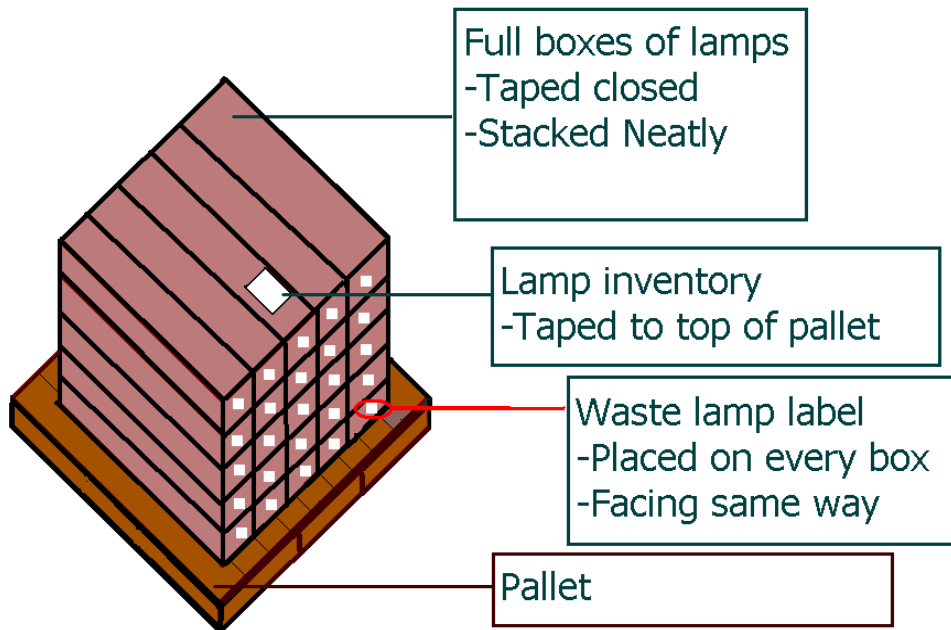 Full boxes of lamps
-Taped closed
-Stacked Neatly
Lamp inventory
-Taped to top of pallet
Waste lamp label
-Placed on every box
-Facing same way
Pallet